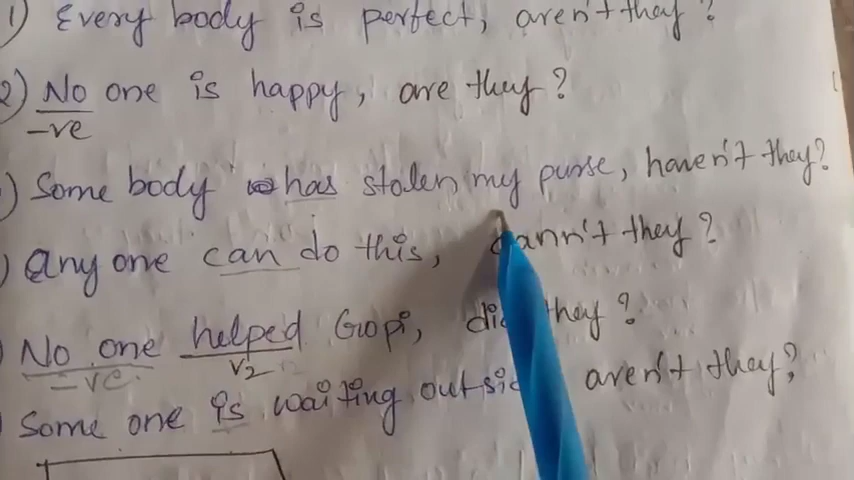 1) Every body is perfect, aren't they?
2) No one is happy, are they?
-ve
) Some body has stolen my purse, haven't they?
) Any one can do this, cann't they?
) No one helped Gopi, did they?
-ve V2
Some one is waiting outside aren't they?